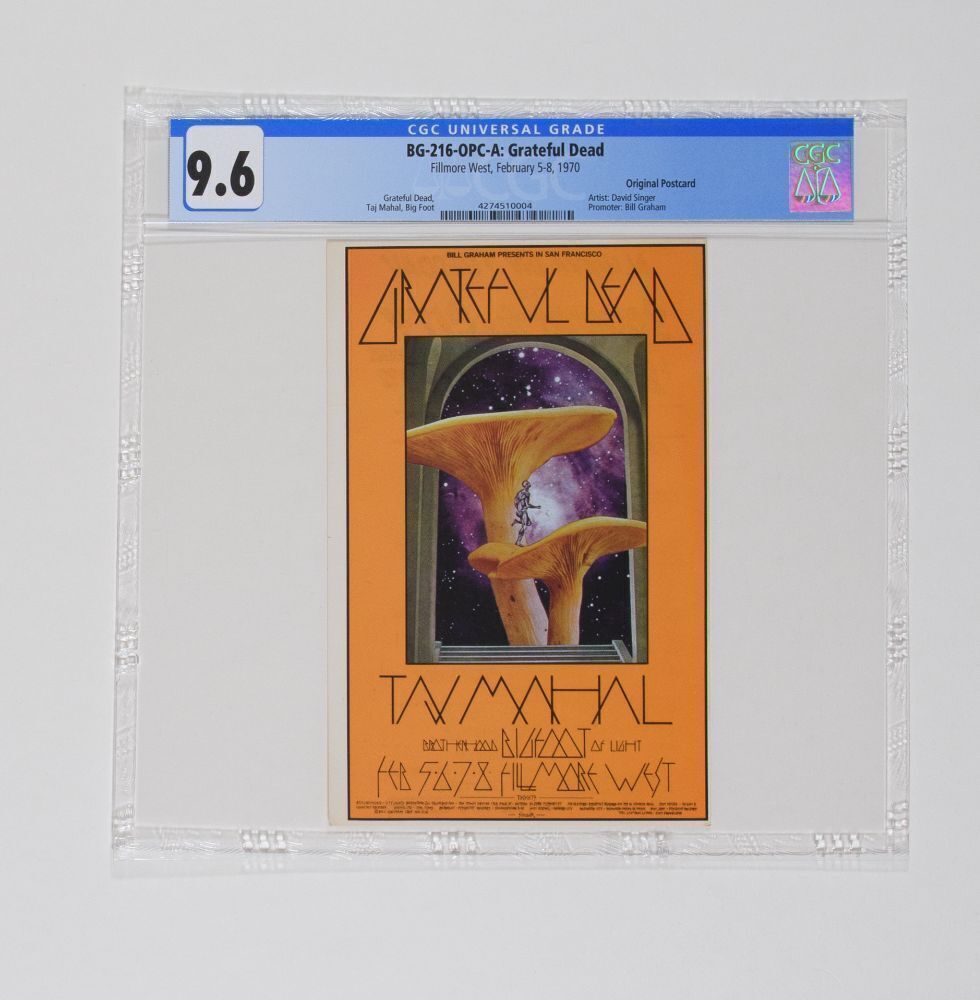 CGC UNIVERSAL GRADE
9.6
BG-216-OPC-A: Grateful Dead
Fillmore West, February 5-8, 1970
Original Postcard
Grateful Dead,
Taj Mahal, Big Foot
4274510004
Artist: David Singer
Promoter: Bill Graham
CGC
BILL GRAHAM PRESENTS IN SAN FRANCISCO
GRATEFUL DEAD
TAJ MAHAL
BROTHERHOOD BIGFOOT OF LIGHT
FEB 5·6·7·8· FILLMORE WEST
TICKETS